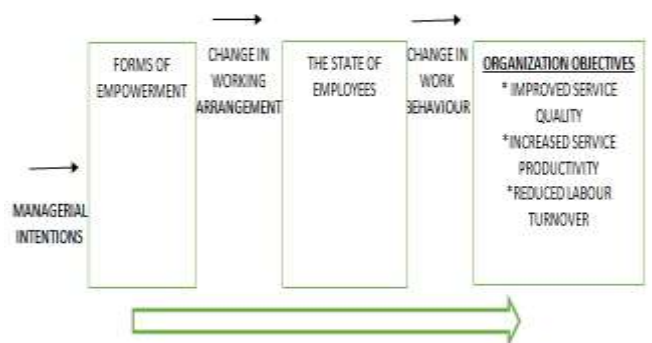 MANAGERIAL
INTENTIONS
FORMS OF
EMPOWERMENT
CHANGE IN
WORKING
ARRANGEMENT
THE STATE OF
EMPLOYEES
CHANGE IN
WORK
BEHAVIOUR
ORGANIZATION OBJECTIVES
* IMPROVED SERVICE
QUALITY
*INCREASED SERVICE
PRODUCTIVITY
*REDUCED LABOUR
TURNOVER